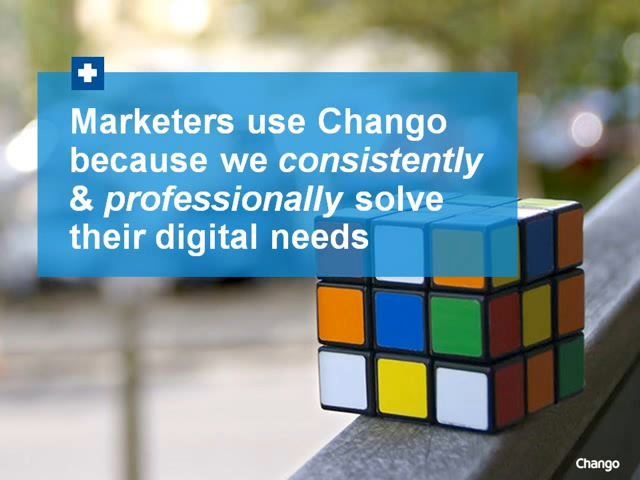 Marketers use Chango
because we consistently
& professionally solve
their digital needs
Chango